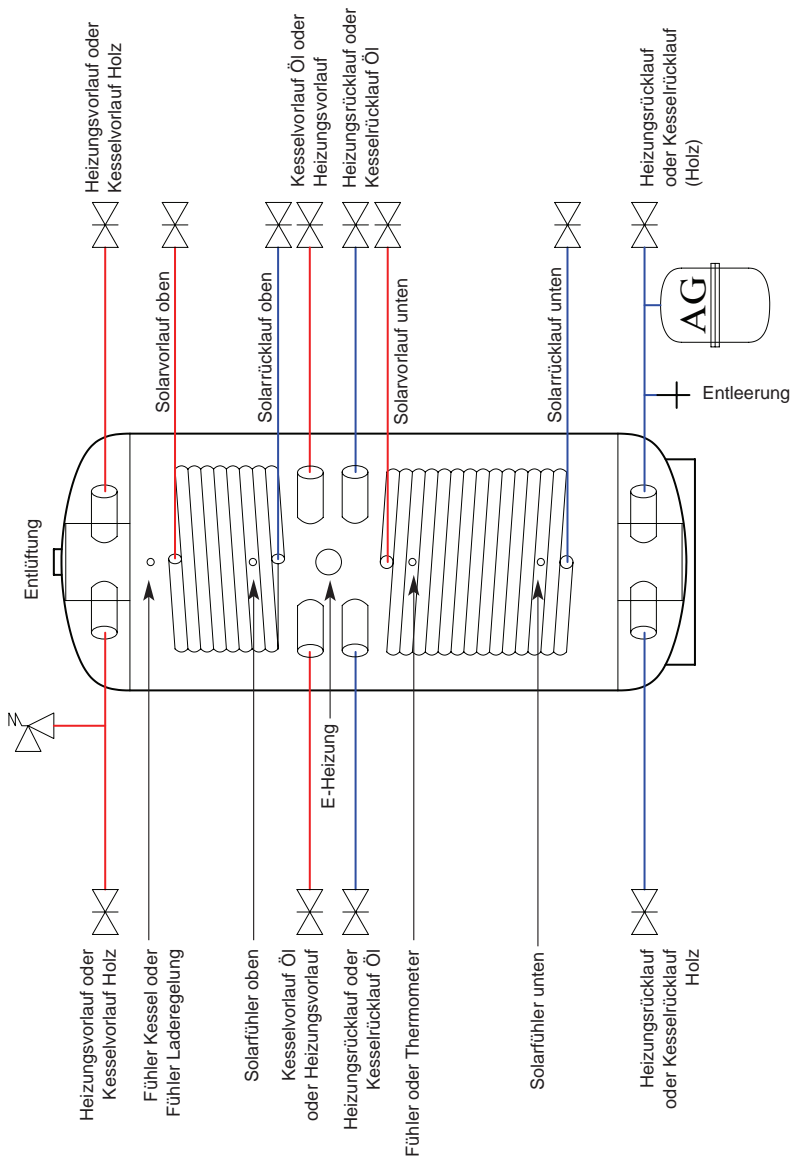 Heizungsvorlauf oder
Kesselvorlauf Holz
Solarvorlauf oben
Solarrücklauf oben
Kesselvorlauf Öl oder
Heizungsvorlauf
Heizungsrücklauf oder
Kesselrücklauf Öl
Solarvorlauf unten
Solarrücklauf unten
Heizungsrücklauf
oder Kesselrücklauf
(Holz)
AG
Entleerung
Entlüftung
E-Heizung
Heizungsvorlauf oder
Kesselvorlauf Holz
Fühler Kessel oder
Fühler Laderegelung
Solarfühler oben
Kesselvorlauf Öl
oder Heizungsvorlauf
Heizungsrücklauf oder
Kesselrücklauf Öl
Fühler oder Thermometer
Solarfühler unten
Heizungsrücklauf
oder Kesselrücklauf
Holz